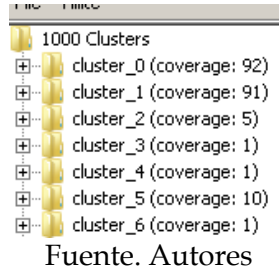 1000 Clusters
cluster_0 (coverage: 92)
cluster_1 (coverage: 91)
cluster_2 (coverage: 5)
cluster_3 (coverage: 1)
cluster_4 (coverage: 1)
cluster_5 (coverage: 10)
cluster_6 (coverage: 1)
Fuente. Autores